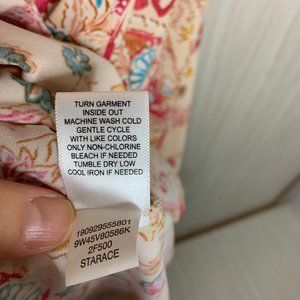 TURN GARMENT
INSIDE OUT
MACHINE WASH COLD
GENTLE CYCLE
WITH LIKE COLORS
ONLY NON-CHLORINE
BLEACH IF NEEDED
TUMBLE DRY LOW
COOL IRON IF NEEDED
190929555801
9W45V80586K
2F500
STARACE